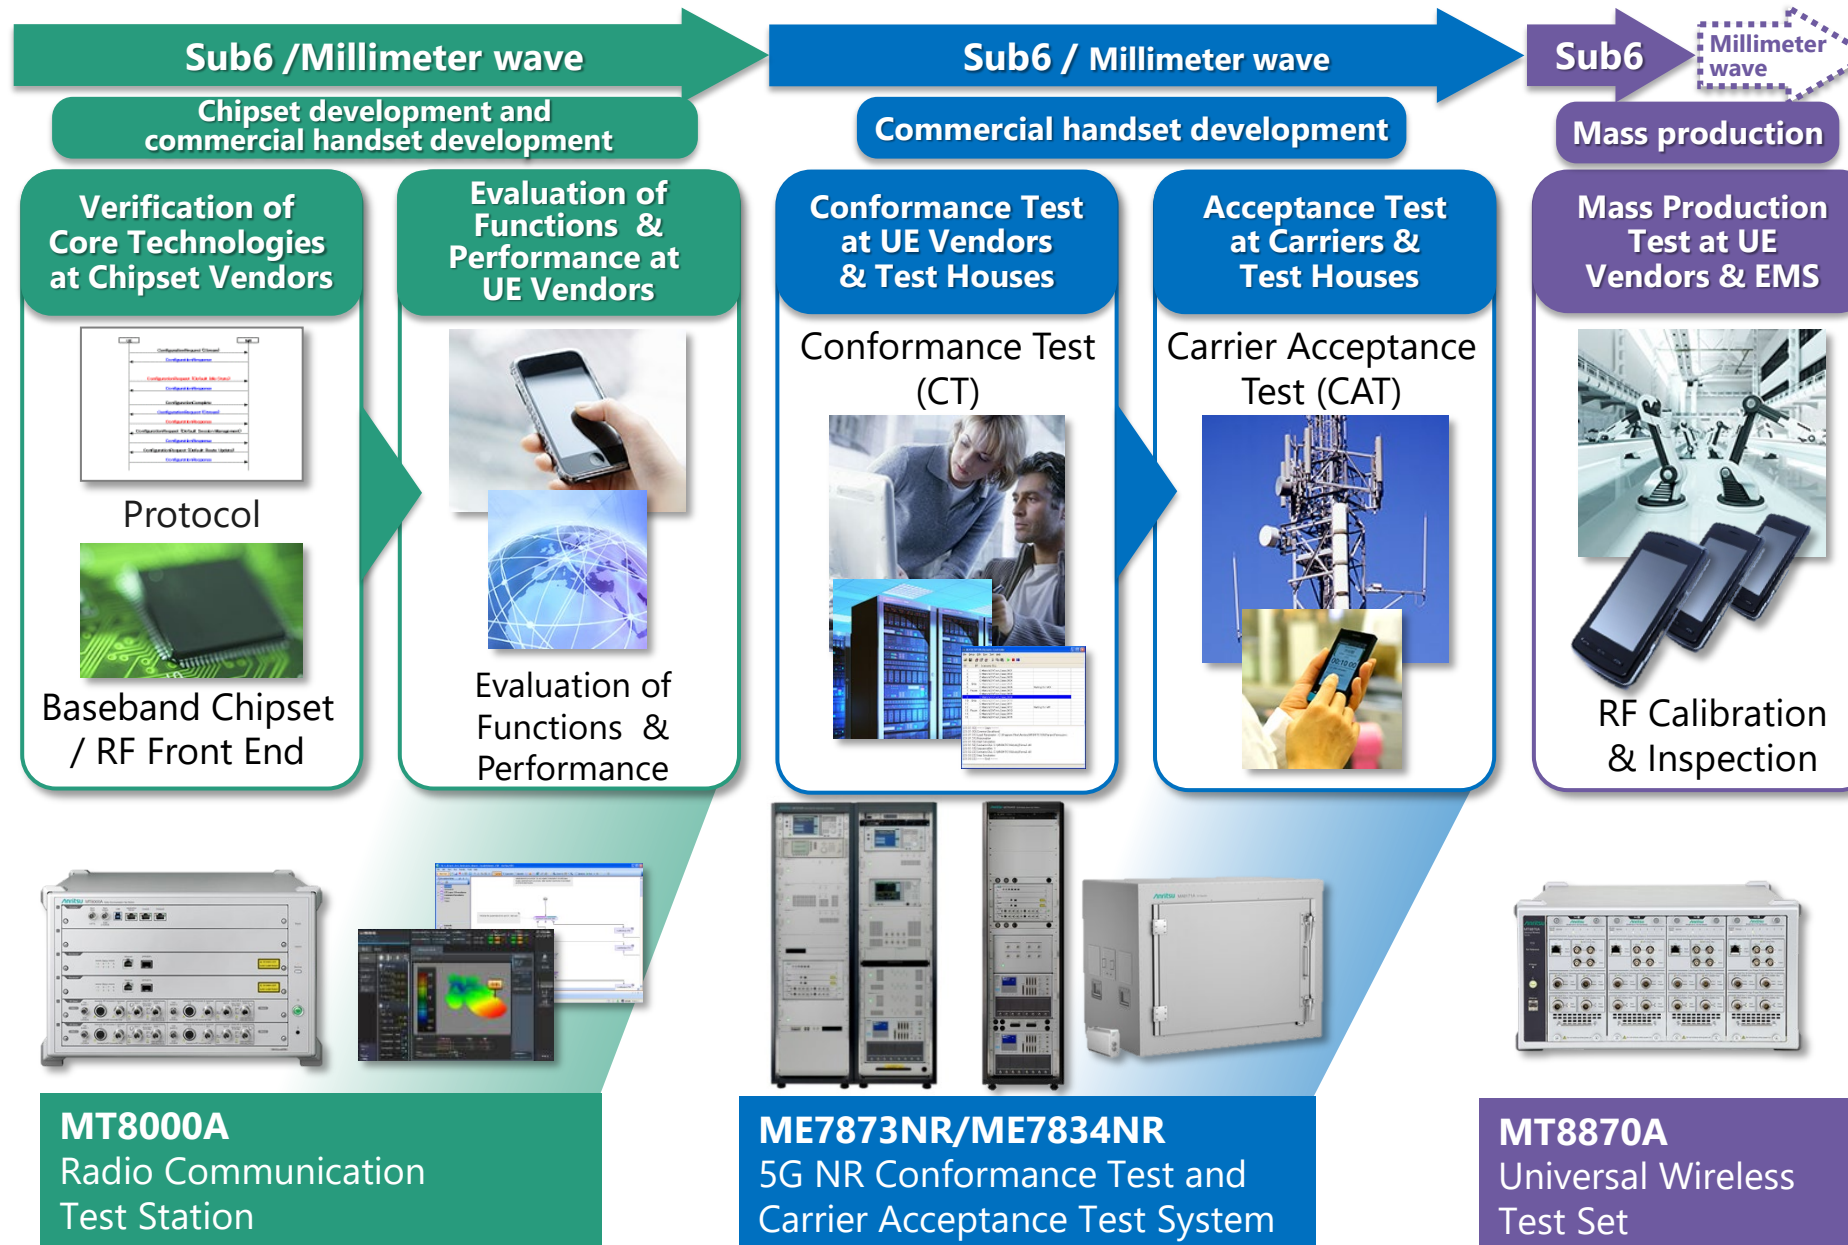 Sub6 /Millimeter wave
Sub6 / Millimeter wave
Sub6
Millimeter
wave
Chipset development and
commercial handset development
Commercial handset development
Mass production
Verification of
Core Technologies
at Chipset Vendors
Evaluation of
Functions &
Performance at
UE Vendors
Conformance Test
at UE Vendors
& Test Houses
Acceptance Test
at Carriers &
Test Houses
Mass Production
Test at UE
Vendors & EMS
Protocol
Baseband Chipset
/ RF Front End
Evaluation of
Functions &
Performance
Conformance Test
(CT)
Carrier Acceptance
Test (CAT)
RF Calibration
& Inspection
MT8000A
Radio Communication
Test Station
ME7873NR/ME7834NR
5G NR Conformance Test and
Carrier Acceptance Test System
MT8870A
Universal Wireless
Test Set